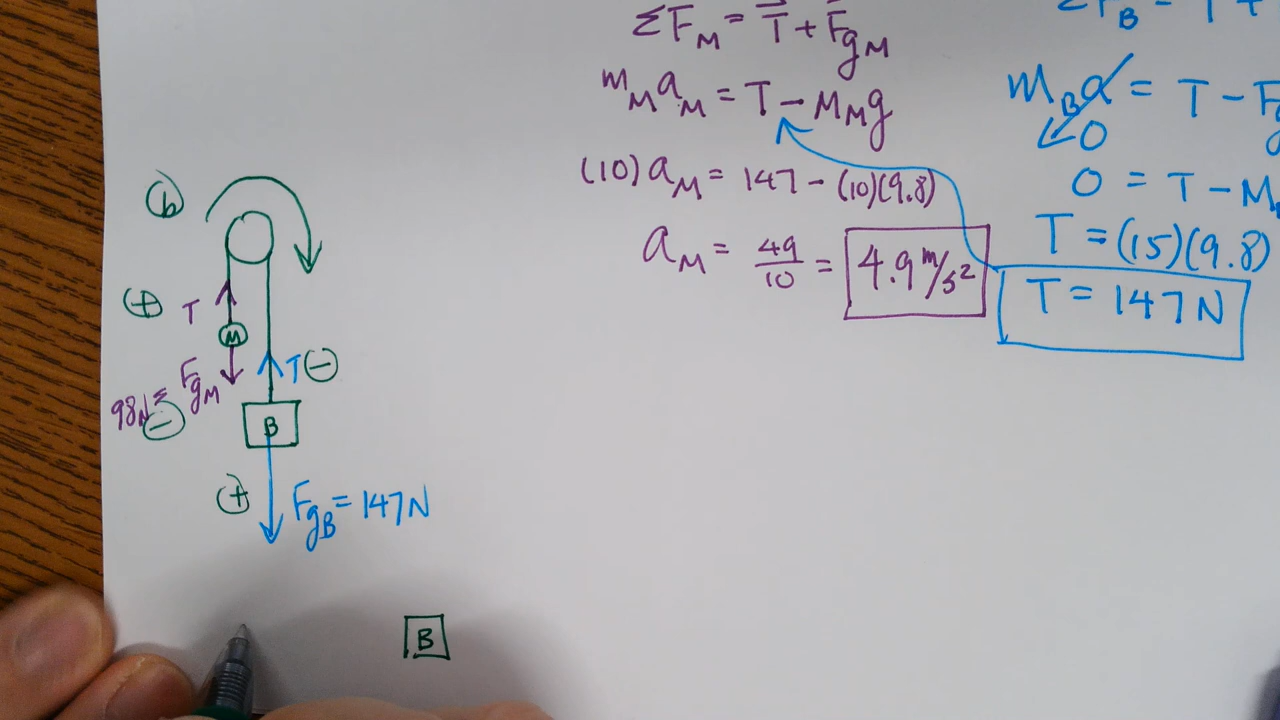 ΣF_M = T + F_gM
m_M a_M = T - M_M g
(10) a_M = 147 - (10)(9.8)
a_M = 49/10 = 4.9 m/s²
m_B a = T - F
0
0 = T - M
T = (15)(9.8)
T = 147 N
(b)
+
T
M
F_gM
98N =
-
T -
B
+
F_gB = 147 N
B